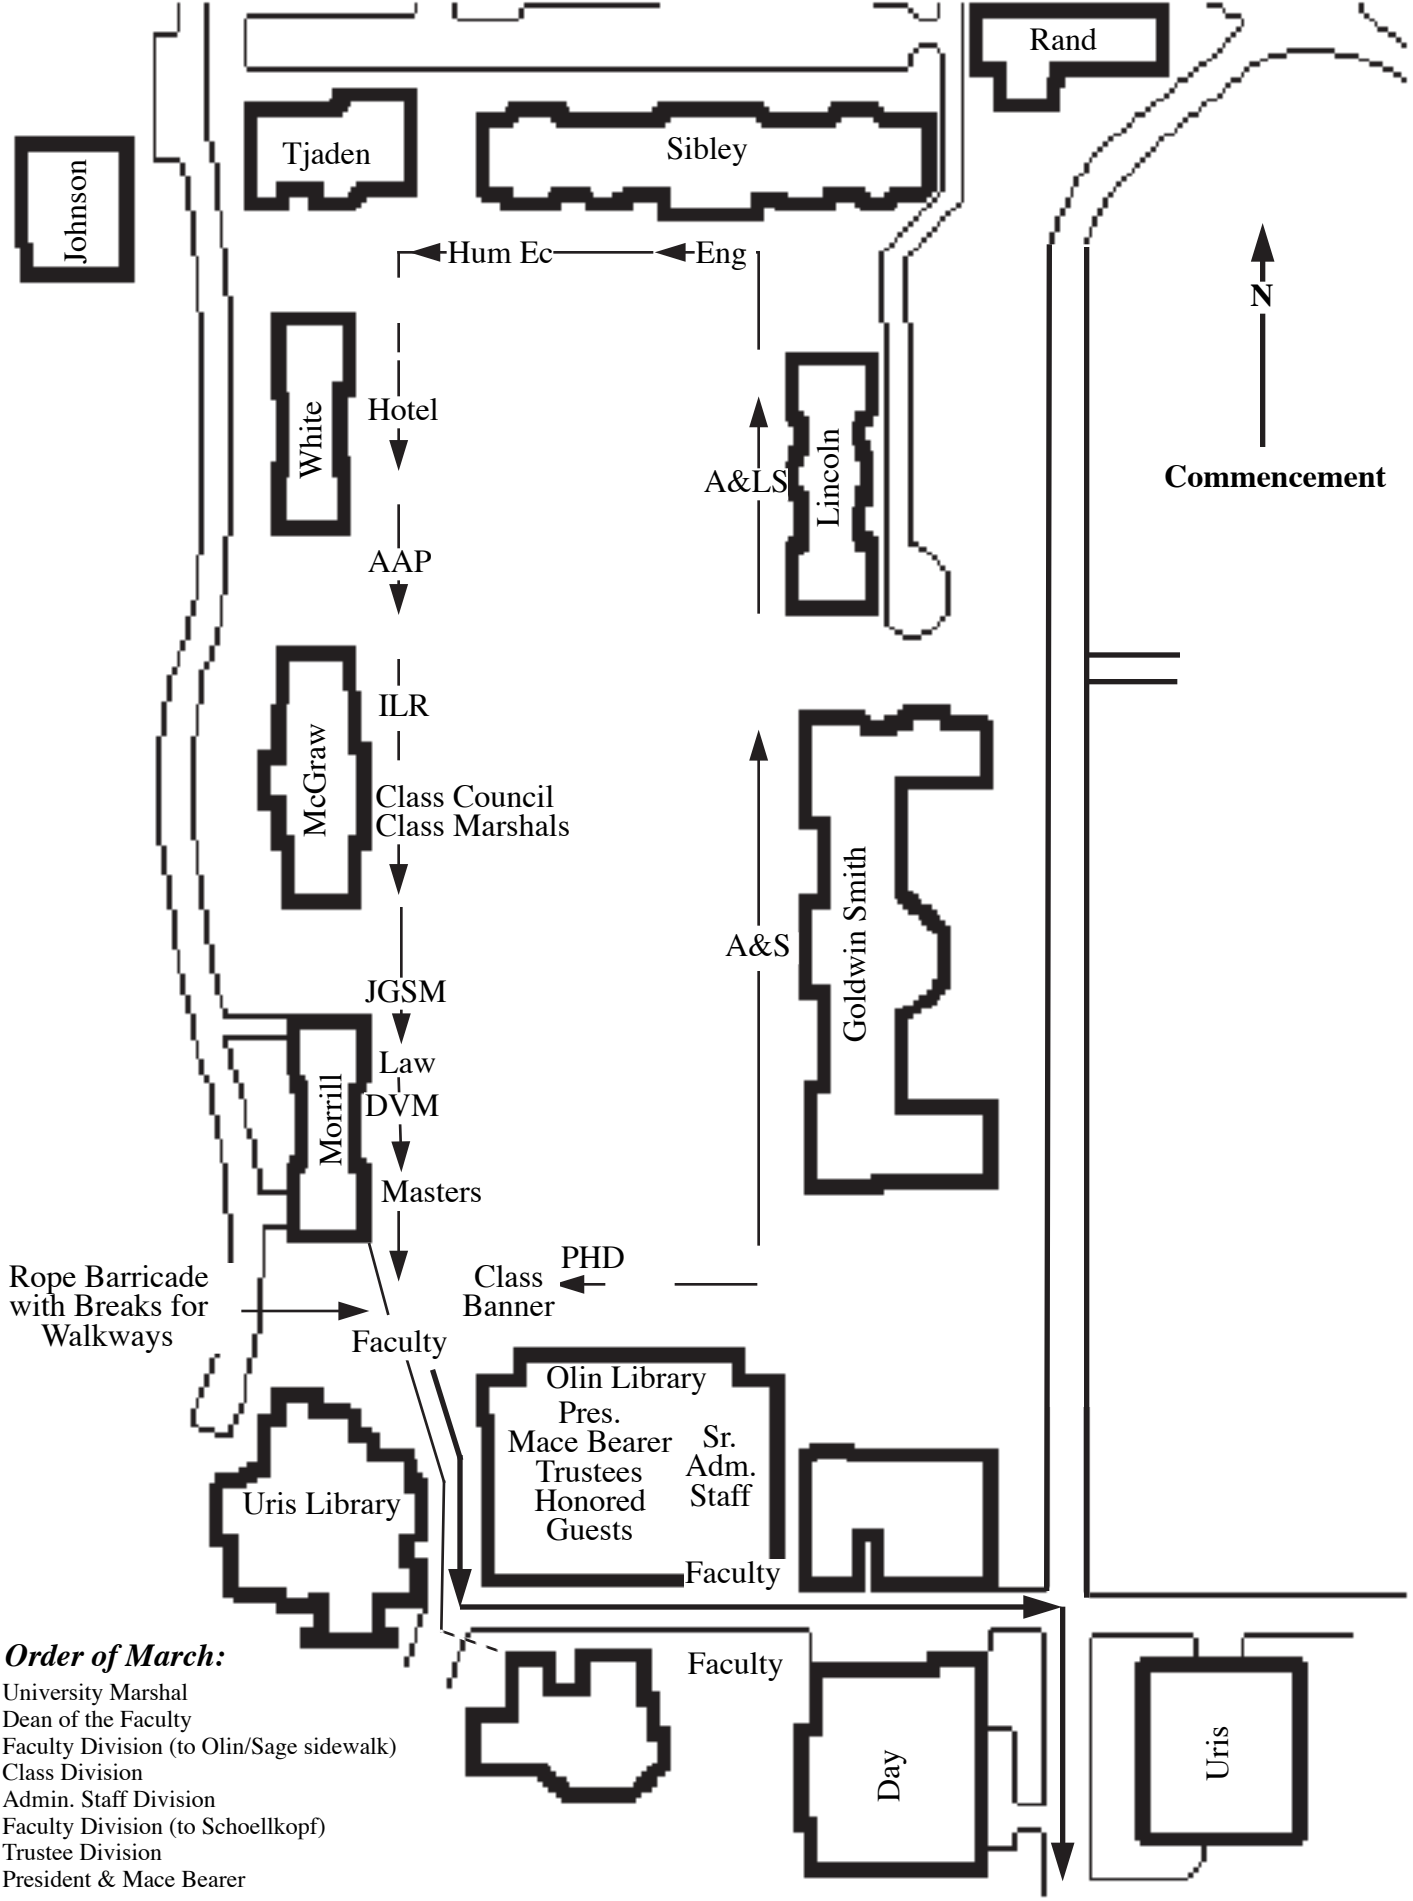 Rand
Tjaden
Sibley
Johnson
Hum Ec
Eng
N
Commencement
White
Hotel
A&LS
Lincoln
AAP
ILR
McGraw
Class Council
Class Marshals
Goldwin Smith
A&S
JGSM
Law
DVM
Morrill
Masters
Rope Barricade
with Breaks for
Walkways
PHD
Class
Banner
Faculty
Olin Library
Pres.
Mace Bearer
Trustees
Honored
Guests
Sr.
Adm.
Staff
Uris Library
Faculty
Faculty
Day
Uris
Order of March:
University Marshal
Dean of the Faculty
Faculty Division (to Olin/Sage sidewalk)
Class Division
Admin. Staff Division
Faculty Division (to Schoellkopf)
Trustee Division
President & Mace Bearer